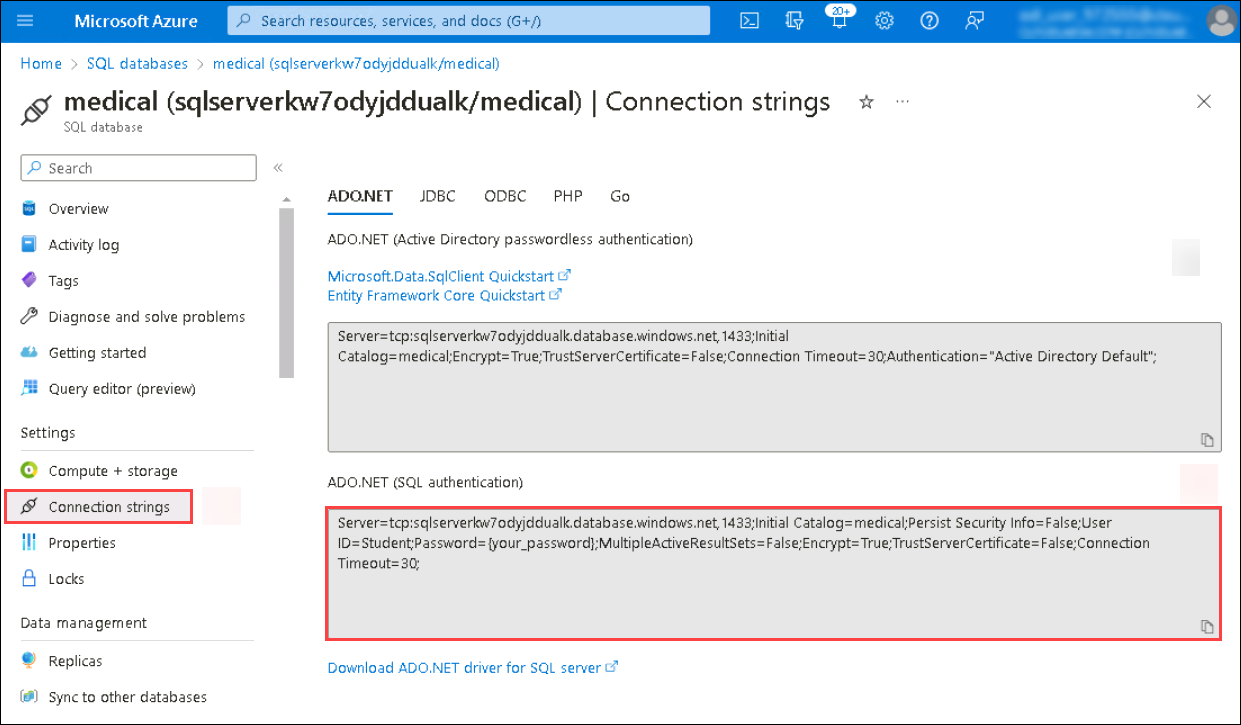 Microsoft Azure
Search resources, services, and docs (G+/)
20+
Home > SQL databases > medical (sqlserverkw7odyjddualk/medical)
medical (sqlserverkw7odyjddualk/medical) | Connection strings
SQL database
Search
«
Overview
Activity log
Tags
Diagnose and solve problems
Getting started
Query editor (preview)
Settings
Compute + storage
Connection strings
Properties
Locks
Data management
Replicas
Sync to other databases
ADO.NET JDBC ODBC PHP Go
ADO.NET (Active Directory passwordless authentication)
Microsoft.Data.SqlClient Quickstart
Entity Framework Core Quickstart
Server=tcp:sqlserverkw7odyjddualk.database.windows.net,1433;Initial
Catalog=medical;Encrypt=True;TrustServerCertificate=False;Connection Timeout=30;Authentication="Active Directory Default";
ADO.NET (SQL authentication)
Server=tcp:sqlserverkw7odyjddualk.database.windows.net,1433;Initial Catalog=medical;Persist Security Info=False;User
ID=Student;Password={your_password};MultipleActiveResultSets=False;Encrypt=True;TrustServerCertificate=False;Connection
Timeout=30;
Download ADO.NET driver for SQL server